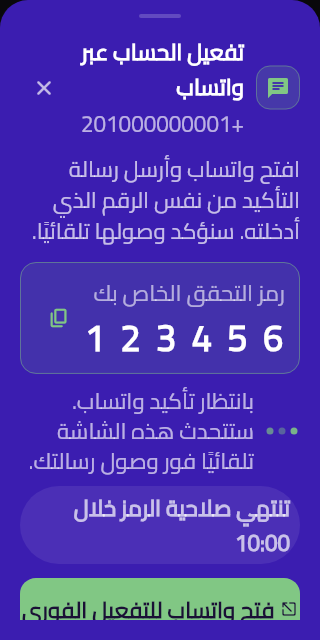 تفعيل الحساب عبر
واتساب
201000000001+
افتح واتساب وأرسل رسالة
التأكيد من نفس الرقم الذي
أدخلته. سنؤكد وصولها تلقائيًا.
رمز التحقق الخاص بك
1 2 3 4 5 6
بانتظار تأكيد واتساب.
ستتحدث هذه الشاشة
تلقائيًا فور وصول رسالتك.
تنتهي صلاحية الرمز خلال
10:00
فتح واتساب للتفعيل الفوري